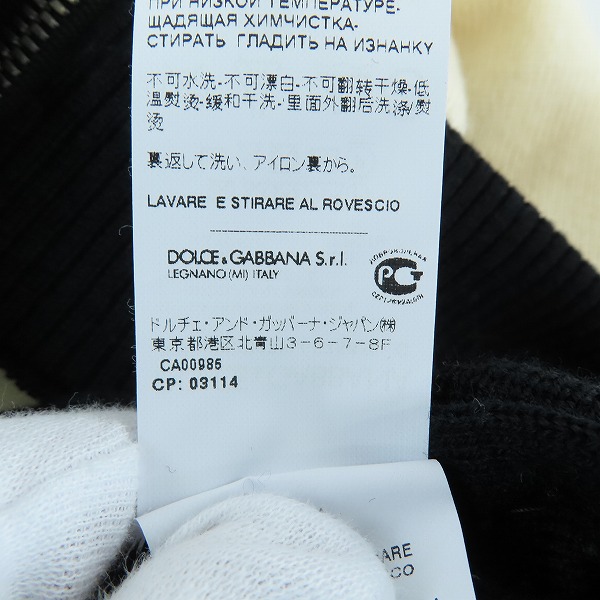 ПРИ НИЗКОЙ ТЕМПЕРАТУРЕ-
ЩАДЯЩАЯ ХИМЧИСТКА-
СТИРАТЬ ГЛАДИТЬ НА ИЗНАНКУ
不可水洗-不可漂白-不可翻转干燥-低
温熨烫-缓和干洗-里面外翻后洗涤/熨
烫
裏返して洗い、アイロン裏から。
LAVARE E STIRARE AL ROVESCIO
DOLCE & GABBANA S.r.l.
LEGNANO (MI) ITALY
ДОБРОВОЛЬНАЯ
РСТ
СЕРТИФИКАЦИЯ
ドルチェ・アンド・ガッバーナ・ジャパン㈱
東京都港区北青山3-6-7-8F
CA00985
CP: 03114
ARE
CO